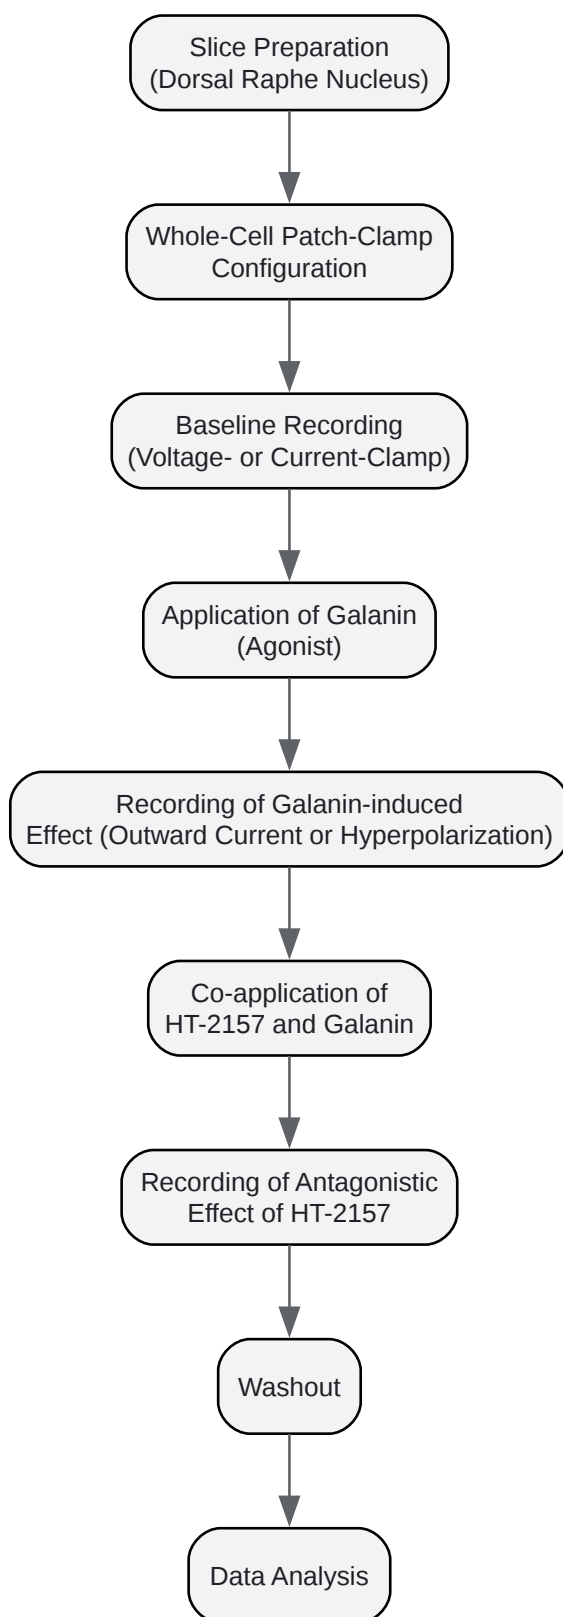 Slice Preparation
(Dorsal Raphe Nucleus)
Whole-Cell Patch-Clamp
Configuration
Baseline Recording
(Voltage- or Current-Clamp)
Application of Galanin
(Agonist)
Recording of Galanin-induced
Effect (Outward Current or Hyperpolarization)
Co-application of
HT-2157 and Galanin
Recording of Antagonistic
Effect of HT-2157
Washout
Data Analysis